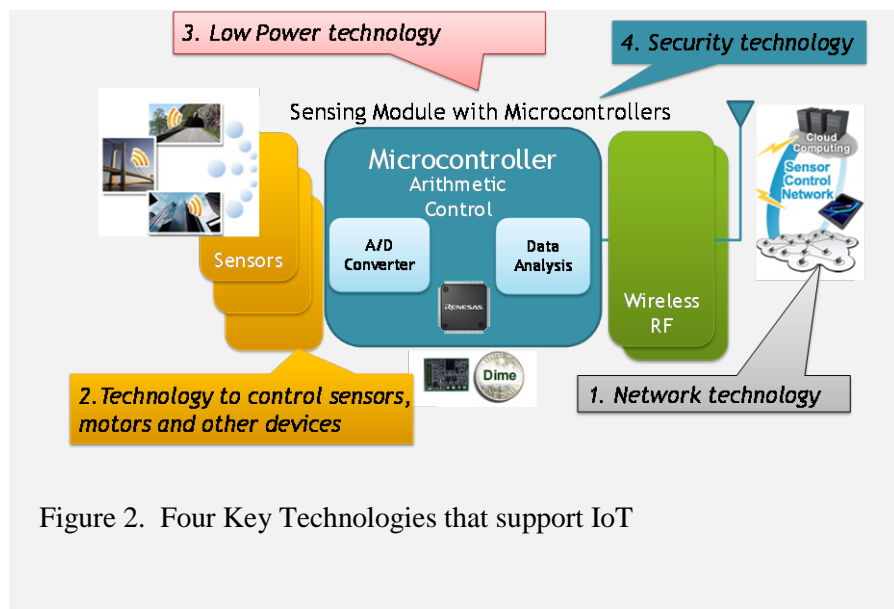 3. Low Power technology
4. Security technology
Sensing Module with Microcontrollers
Microcontroller
Arithmetic
Control
A/D
Converter
Data
Analysis
RENESAS
Sensors
Wireless
RF
Cloud
Computing
Sensor
Control
Network
Dime
2.Technology to control sensors,
motors and other devices
1. Network technology
Figure 2. Four Key Technologies that support IoT